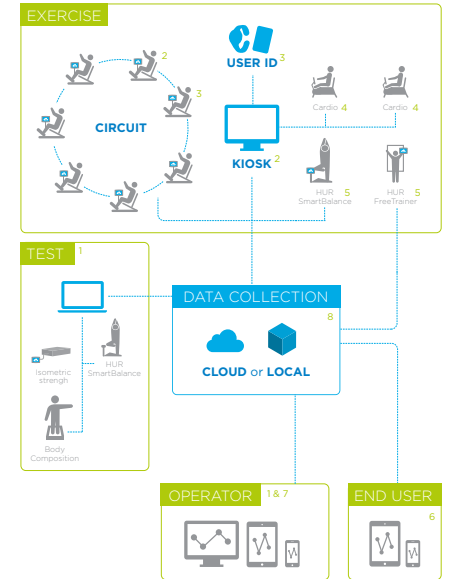 EXERCISE
2
USER ID 3
3
Cardio 4
Cardio 4
CIRCUIT
KIOSK 2
HUR 5
SmartBalance
HUR 5
FreeTrainer
TEST 1
DATA COLLECTION
8
CLOUD or LOCAL
Isometric
strengh
HUR
SmartBalance
Body
Composition
OPERATOR 1 & 7
END USER
6